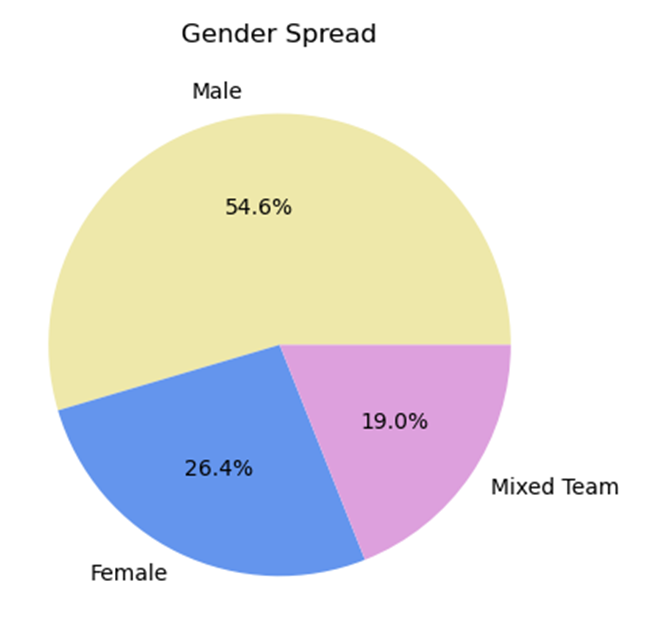 Gender Spread
Male
54.6%
19.0%
26.4%
Mixed Team
Female